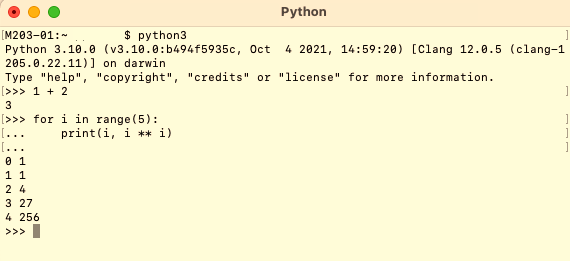 Python
M203-01:~ $ python3
Python 3.10.0 (v3.10.0:b494f5935c, Oct  4 2021, 14:59:20) [Clang 12.0.5 (clang-1
205.0.22.11)] on darwin
Type "help", "copyright", "credits" or "license" for more information.
[>>> 1 + 2 ]
3
[>>> for i in range(5): ]
[...     print(i, i ** i) ]
[... ]
0 1
1 1
2 4
3 27
4 256
>>>